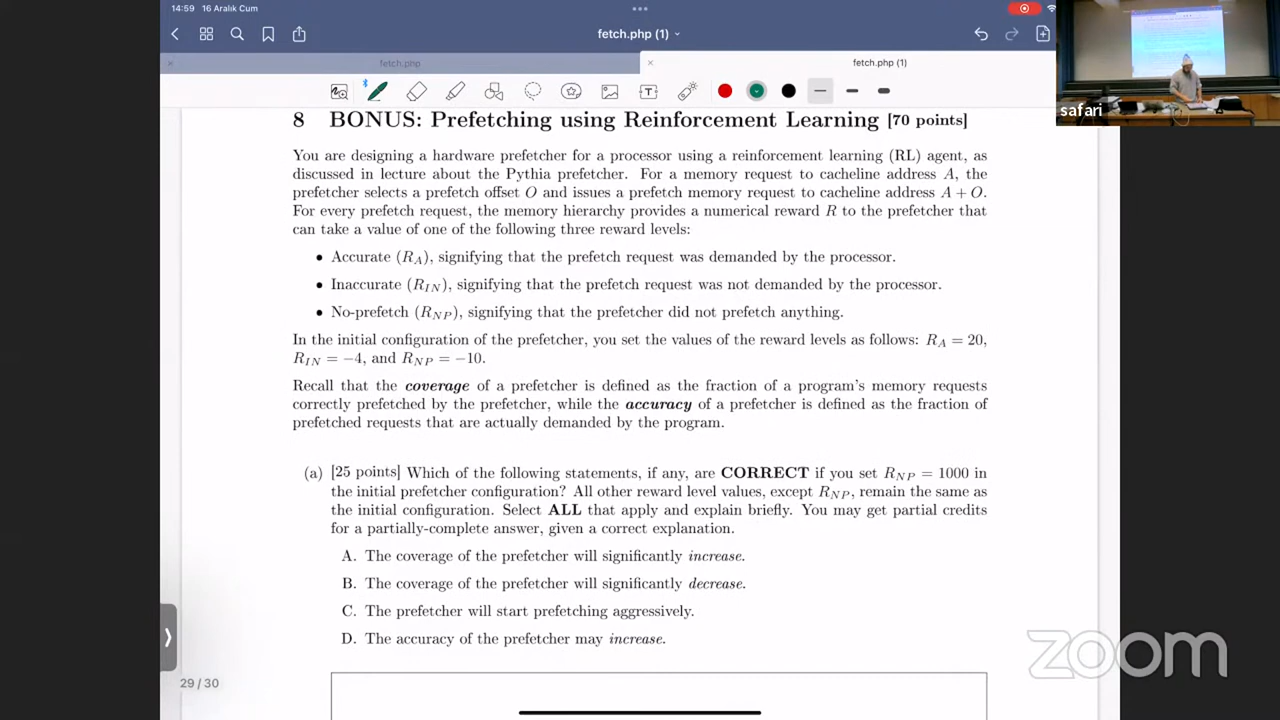 14:59 16 Aralık Cum
fetch.php (1)
fetch.php
fetch.php (1)
8 BONUS: Prefetching using Reinforcement Learning [70 points]
You are designing a hardware prefetcher for a processor using a reinforcement learning (RL) agent, as
discussed in lecture about the Pythia prefetcher. For a memory request to cacheline address A, the
prefetcher selects a prefetch offset O and issues a prefetch memory request to cacheline address A + O.
For every prefetch request, the memory hierarchy provides a numerical reward R to the prefetcher that
can take a value of one of the following three reward levels:
• Accurate (R_A), signifying that the prefetch request was demanded by the processor.
• Inaccurate (R_IN), signifying that the prefetch request was not demanded by the processor.
• No-prefetch (R_NP), signifying that the prefetcher did not prefetch anything.
In the initial configuration of the prefetcher, you set the values of the reward levels as follows: R_A = 20,
R_IN = −4, and R_NP = −10.
Recall that the coverage of a prefetcher is defined as the fraction of a program's memory requests
correctly prefetched by the prefetcher, while the accuracy of a prefetcher is defined as the fraction of
prefetched requests that are actually demanded by the program.
(a) [25 points] Which of the following statements, if any, are CORRECT if you set R_NP = 1000 in
the initial prefetcher configuration? All other reward level values, except R_NP, remain the same as
the initial configuration. Select ALL that apply and explain briefly. You may get partial credits
for a partially-complete answer, given a correct explanation.
A. The coverage of the prefetcher will significantly increase.
B. The coverage of the prefetcher will significantly decrease.
C. The prefetcher will start prefetching aggressively.
D. The accuracy of the prefetcher may increase.
29 / 30
safari
zoom